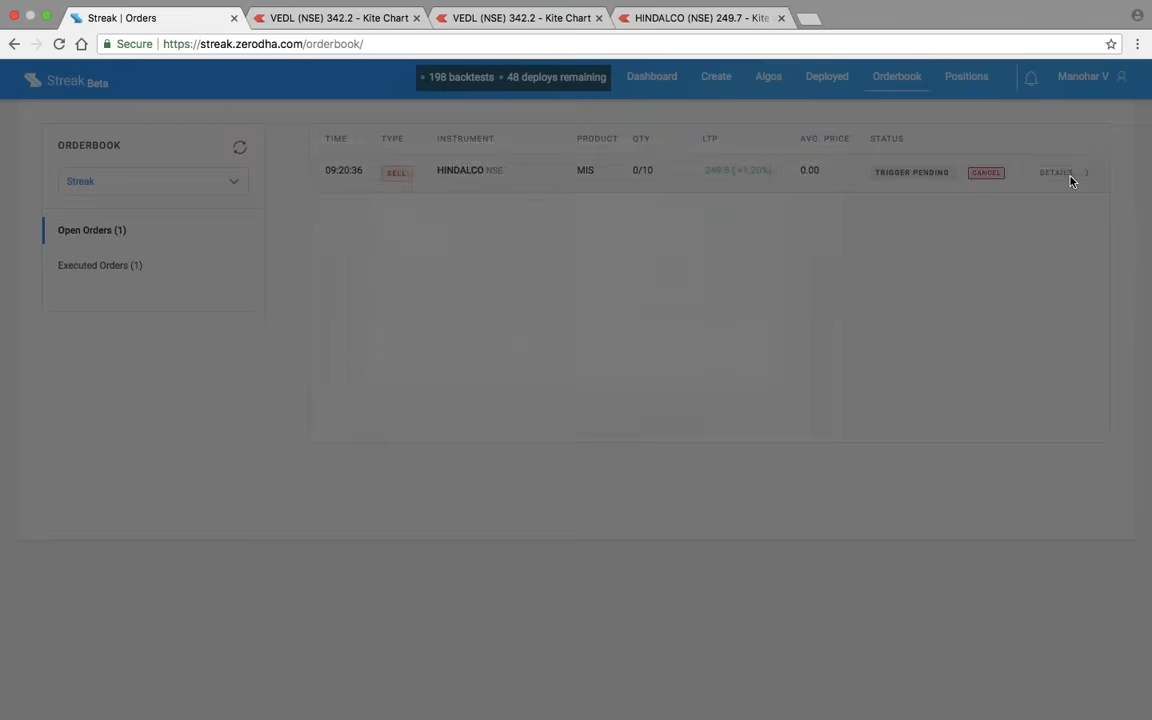 Streak | Orders
VEDL (NSE) 342.2 - Kite Chart
VEDL (NSE) 342.2 - Kite Chart
HINDALCO (NSE) 249.7 - Kite
Secure
https://streak.zerodha.com/orderbook/
Streak Beta
• 198 backtests • 48 deploys remaining
Dashboard
Create
Algos
Deployed
Orderbook
Positions
Manohar V
ORDERBOOK
Streak
Open Orders (1)
Executed Orders (1)
TIME TYPE INSTRUMENT PRODUCT QTY LTP AVG. PRICE STATUS
09:20:36 SELL HINDALCO NSE MIS 0/10 (+1.20%) 0.00 TRIGGER PENDING CANCEL DETAILS